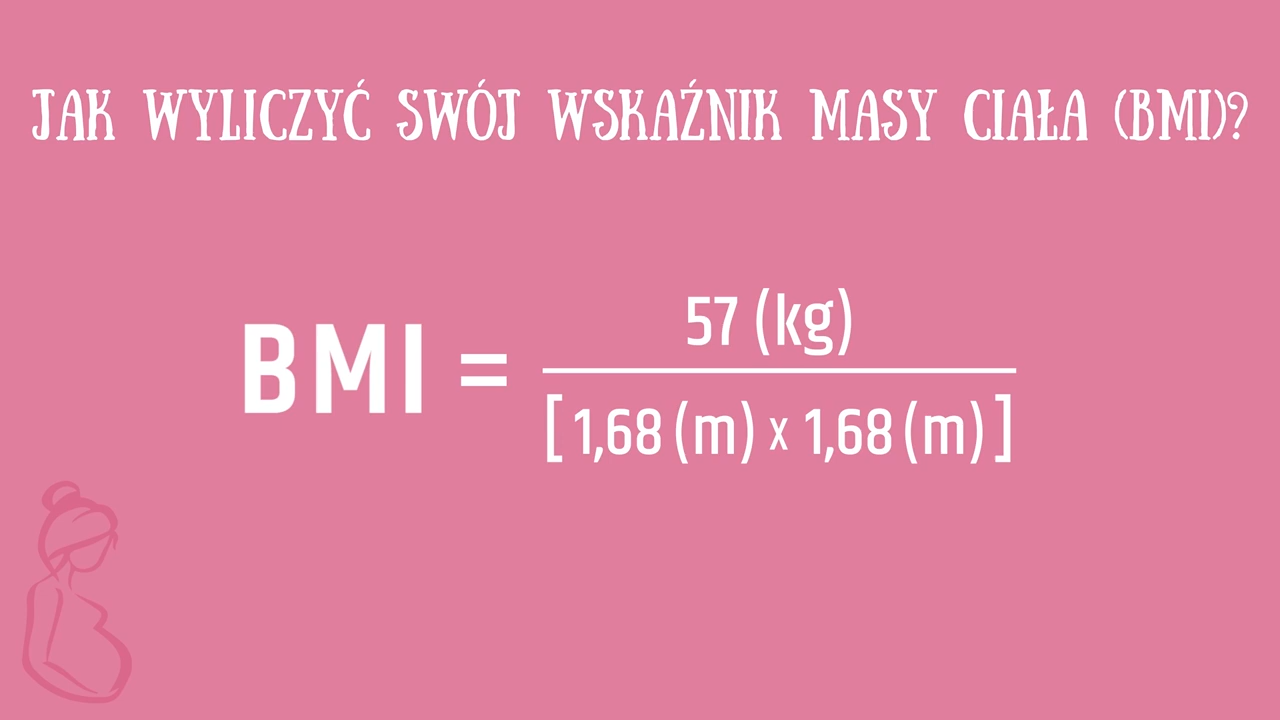 JAK WYLICZYĆ SWÓJ WSKAŹNIK MASY CIAŁA (BMI)?
57 (kg)
BMI =
[1,68 (m) x 1,68 (m)]